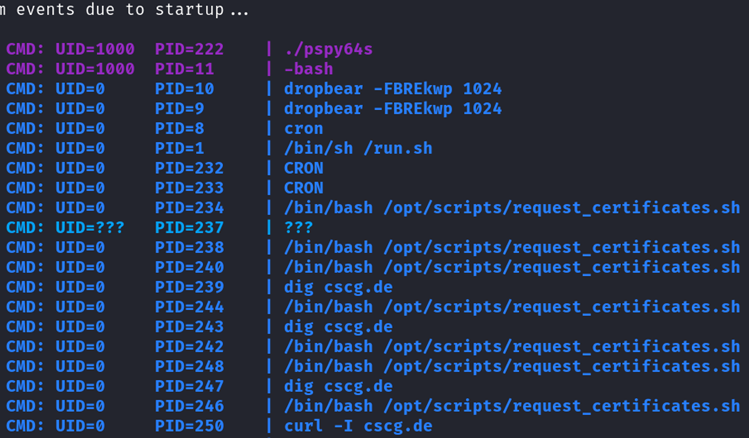 m events due to startup...
CMD: UID=1000 PID=222 | ./pspy64s
CMD: UID=1000 PID=11 | -bash
CMD: UID=0 PID=10 | dropbear -FBREkwp 1024
CMD: UID=0 PID=9 | dropbear -FBREkwp 1024
CMD: UID=0 PID=8 | cron
CMD: UID=0 PID=1 | /bin/sh /run.sh
CMD: UID=0 PID=232 | CRON
CMD: UID=0 PID=233 | CRON
CMD: UID=0 PID=234 | /bin/bash /opt/scripts/request_certificates.sh
CMD: UID=??? PID=237 | ???
CMD: UID=0 PID=238 | /bin/bash /opt/scripts/request_certificates.sh
CMD: UID=0 PID=240 | /bin/bash /opt/scripts/request_certificates.sh
CMD: UID=0 PID=239 | dig cscg.de
CMD: UID=0 PID=244 | /bin/bash /opt/scripts/request_certificates.sh
CMD: UID=0 PID=243 | dig cscg.de
CMD: UID=0 PID=242 | /bin/bash /opt/scripts/request_certificates.sh
CMD: UID=0 PID=248 | /bin/bash /opt/scripts/request_certificates.sh
CMD: UID=0 PID=247 | dig cscg.de
CMD: UID=0 PID=246 | /bin/bash /opt/scripts/request_certificates.sh
CMD: UID=0 PID=250 | curl -I cscg.de